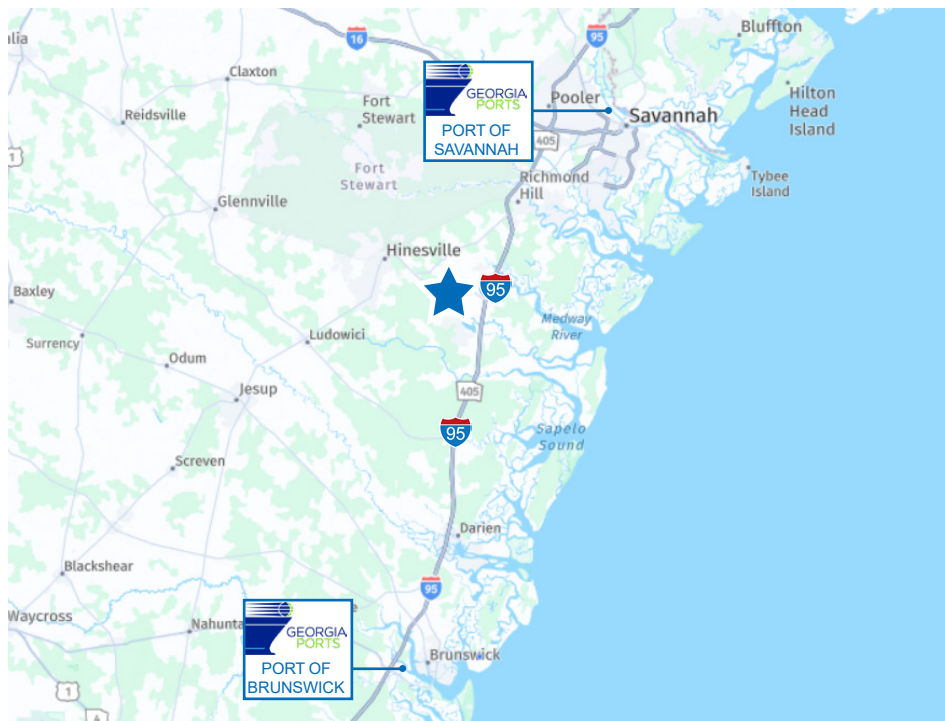 alia
16
95
Bluffton
Claxton
GEORGIA
PORTS
PORT OF
SAVANNAH
Pooler
Hilton
Head
Island
Reidsville
Fort
Stewart
Savannah
1
405
Fort
Stewart
Richmond
Hill
Tybee
Island
Glennville
Hinesville
95
Baxley
Medway
River
Surrency
Ludowici
Odum
Jesup
405
95
Sapelo
Sound
Screven
Darien
Blackshear
95
Waycross
Nahunta
GEORGIA
PORTS
PORT OF
BRUNSWICK
Brunswick
1